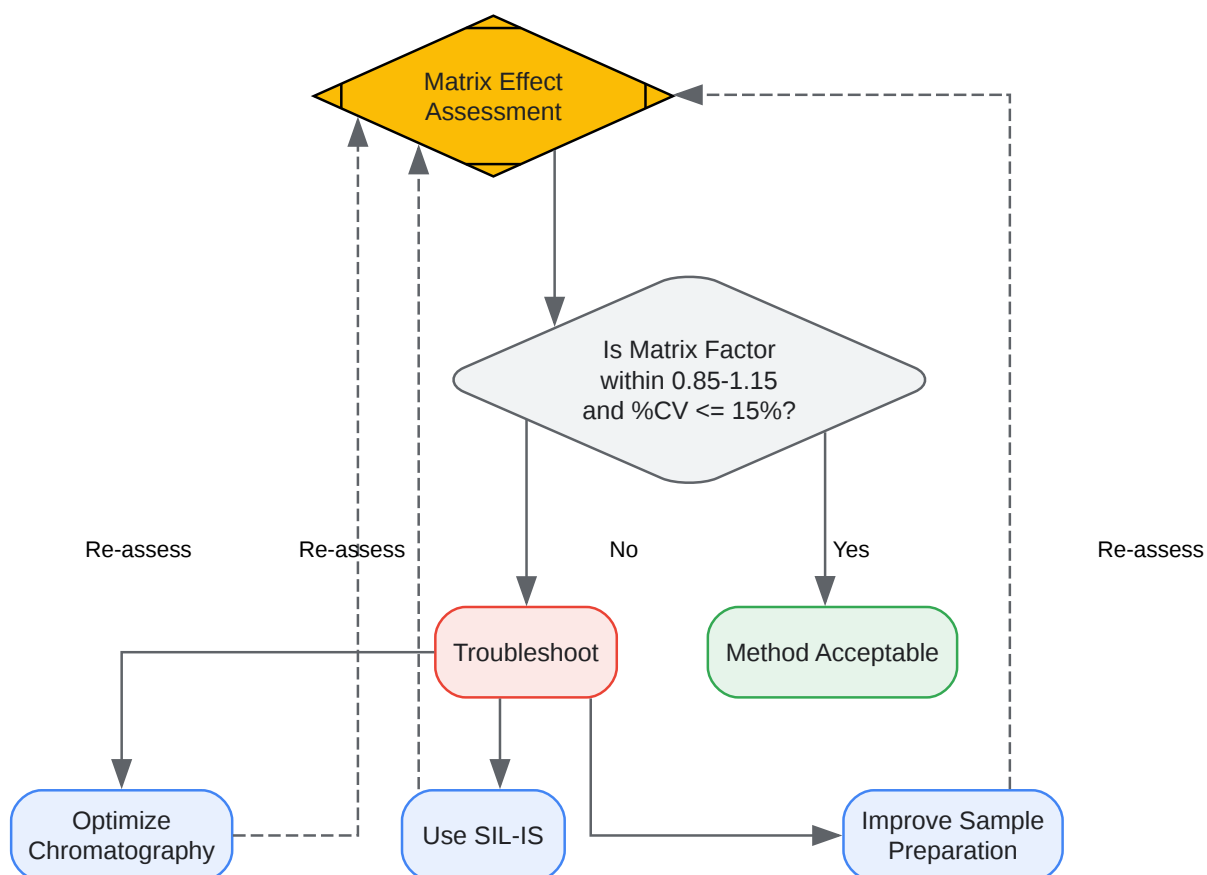 Matrix Effect
Assessment
Is Matrix Factor
within 0.85-1.15
and %CV <= 15%?
Re-assess
Re-assess
No
Yes
Re-assess
Troubleshoot
Method Acceptable
Optimize
Chromatography
Use SIL-IS
Improve Sample
Preparation